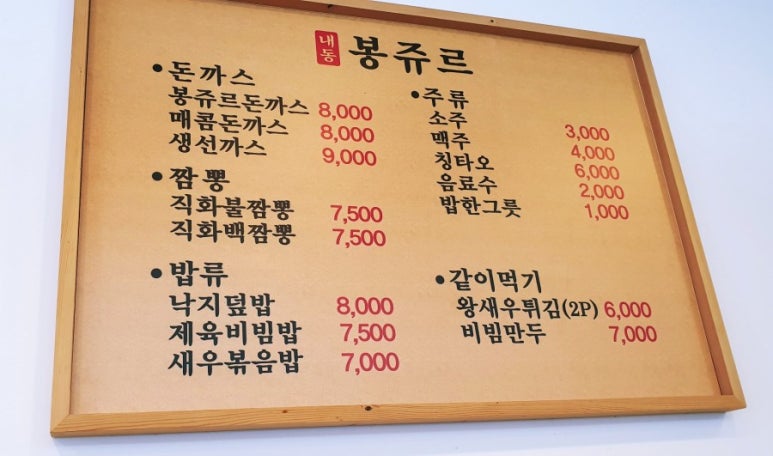 내동 봉쥬르
• 돈까스
봉쥬르돈까스 8,000
매콤돈까스 8,000
생선까스 9,000
• 짬뽕
직화불짬뽕 7,500
직화백짬뽕 7,500
• 밥류
낙지덮밥 8,000
제육비빔밥 7,500
새우볶음밥 7,000
• 주류
소주 3,000
맥주 4,000
칭타오 6,000
음료수 2,000
밥한그릇 1,000
• 같이먹기
왕새우튀김(2P) 6,000
비빔만두 7,000